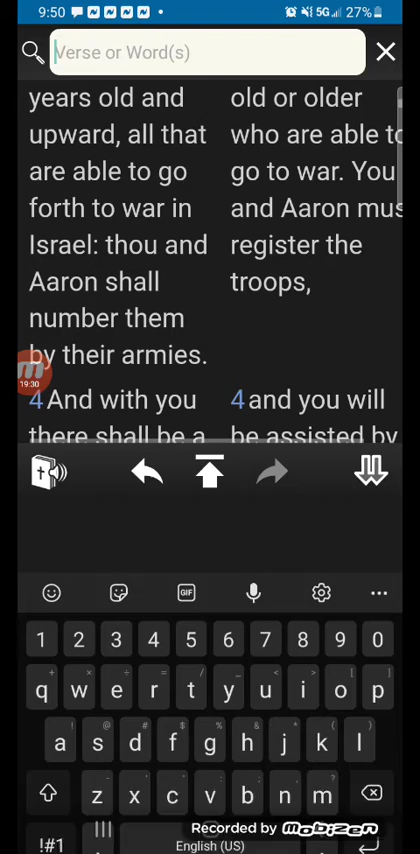 9:50 5G 27%
Verse or Word(s)
years old and
upward, all that
are able to go
forth to war in
Israel: thou and
Aaron shall
number them
by their armies.
4 And with you
there shall be a
old or older
who are able to
go to war. You
and Aaron mus
register the
troops,
4 and you will
be assisted by
19:30
GIF
1 2 3 4 5 6 7 8 9 0
q w e r t y u i o p
a s d f g h j k l
z x c v b n m
!#1 , English (US)
Recorded by mobizen